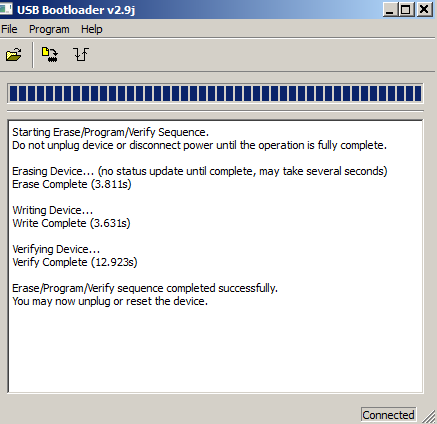 USB Bootloader v2.9j
File Program Help
Starting Erase/Program/Verify Sequence.
Do not unplug device or disconnect power until the operation is fully complete.
Erasing Device... (no status update until complete, may take several seconds)
Erase Complete (3.811s)
Writing Device...
Write Complete (3.631s)
Verifying Device...
Verify Complete (12.923s)
Erase/Program/Verify sequence completed successfully.
You may now unplug or reset the device.
Connected